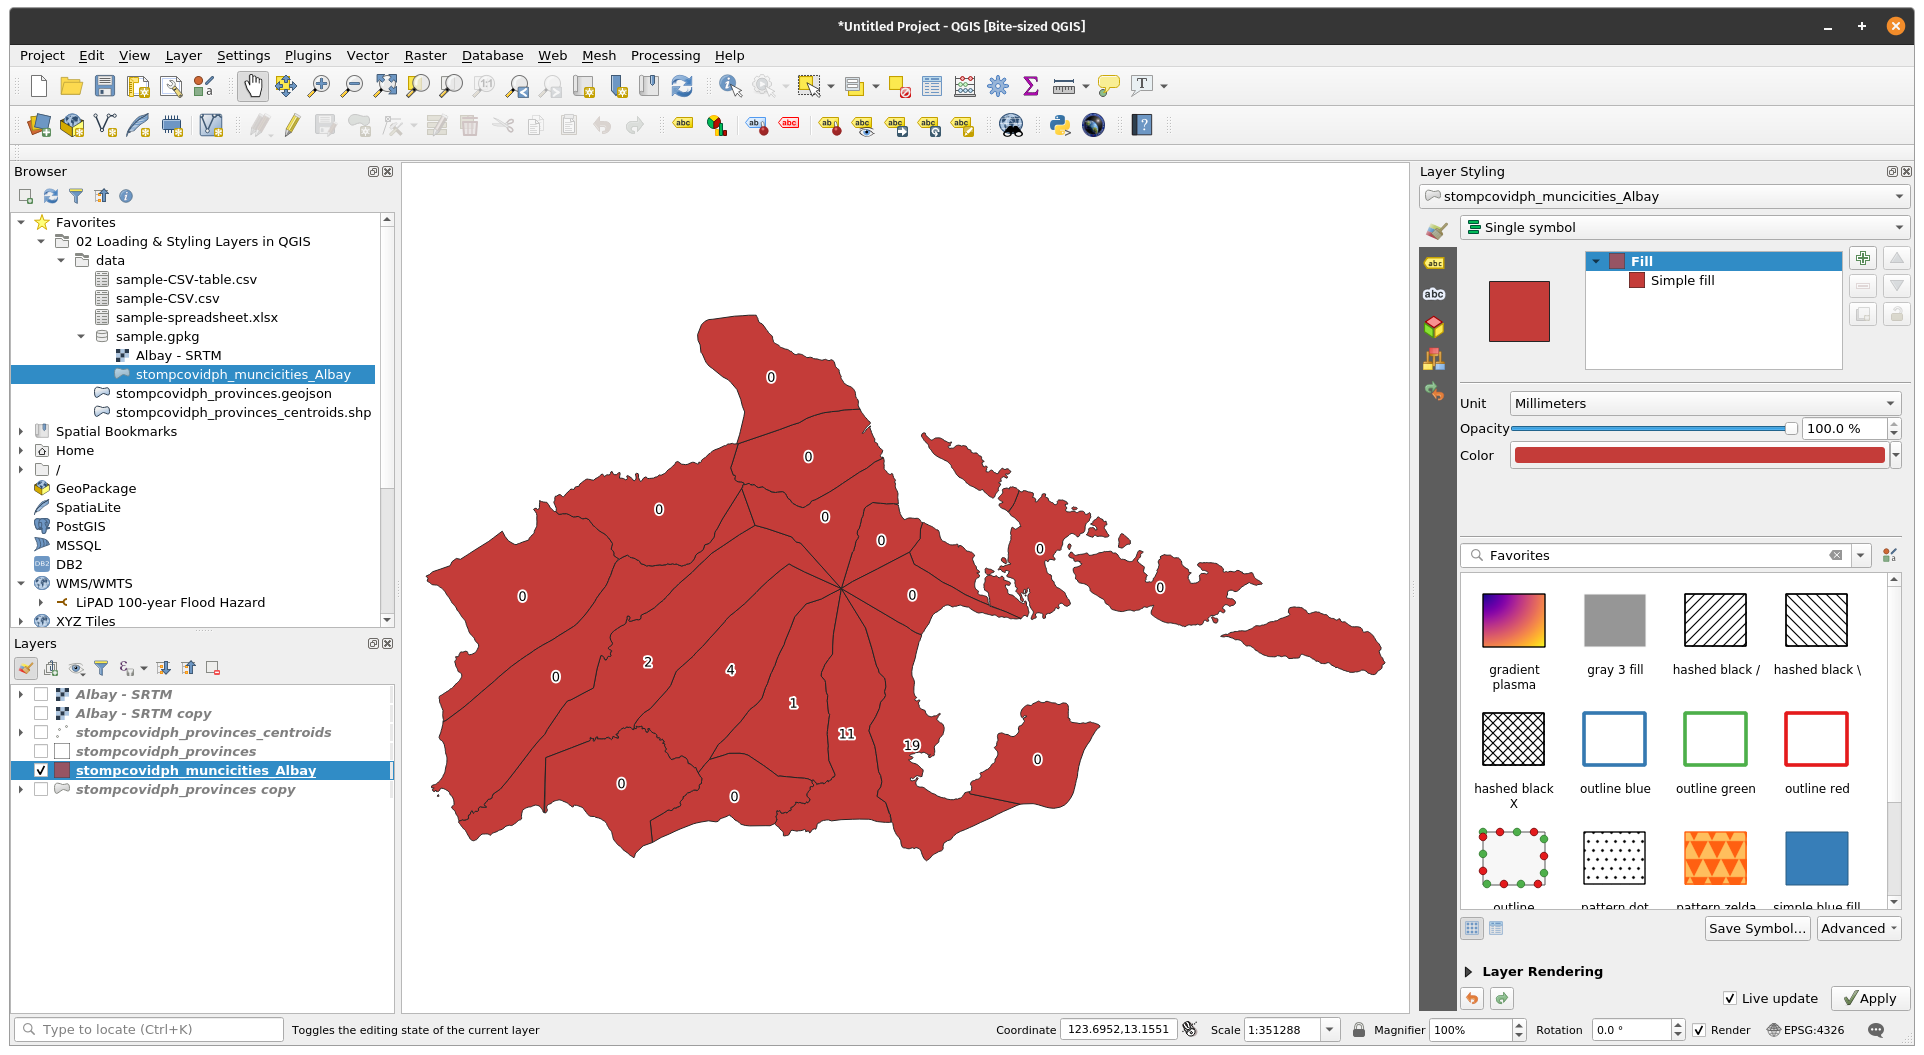 *Untitled Project - QGIS [Bite-sized QGIS]
Project Edit View Layer Settings Plugins Vector Raster Database Web Mesh Processing Help
Browser
Favorites
02 Loading & Styling Layers in QGIS
data
sample-CSV-table.csv
sample-CSV.csv
sample-spreadsheet.xlsx
sample.gpkg
Albay - SRTM
stompcovidph_muncicities_Albay
stompcovidph_provinces.geojson
stompcovidph_provinces_centroids.shp
Spatial Bookmarks
Home
/
GeoPackage
SpatiaLite
PostGIS
MSSQL
DB2
WMS/WMTS
LiPAD 100-year Flood Hazard
XYZ Tiles
Layers
Albay - SRTM
Albay - SRTM copy
stompcovidph_provinces_centroids
stompcovidph_provinces
stompcovidph_muncicities_Albay
stompcovidph_provinces copy
0
0
0
0
0
0
0
0
0
0
2
4
0
1
11
19
0
0
0
Layer Styling
stompcovidph_muncicities_Albay
Single symbol
Fill
Simple fill
Unit Millimeters
Opacity 100.0 %
Color
Favorites
gradient plasma
gray 3 fill
hashed black /
hashed black \
hashed black X
outline blue
outline green
outline red
outline
pattern dot
pattern zelda
simple blue fill
Save Symbol...
Advanced
Layer Rendering
Live update
Apply
Type to locate (Ctrl+K)
Toggles the editing state of the current layer
Coordinate 123.6952,13.1551
Scale 1:351288
Magnifier 100%
Rotation 0.0 °
Render
EPSG:4326